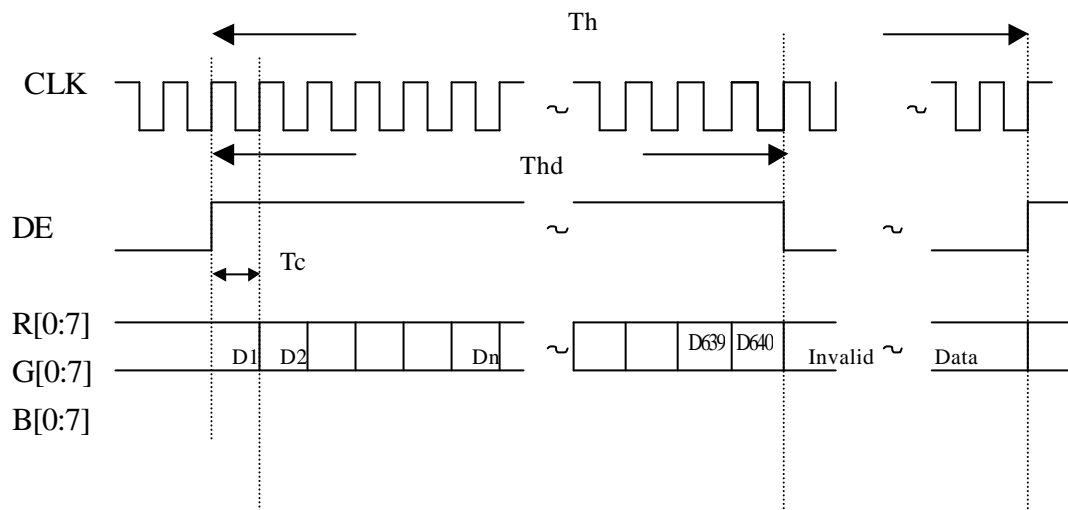 Th
CLK
~ ~
Thd
DE
~ ~
Tc
R[0:7]
D1 D2 Dn ~ D639 D640 Invalid ~ Data
G[0:7]
B[0:7]